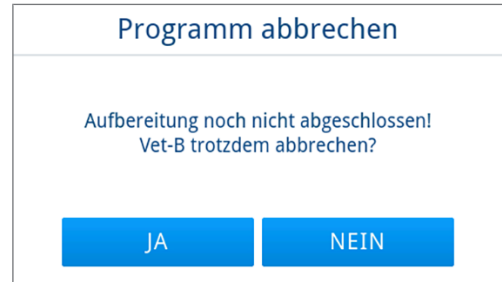 Programm abbrechen
Aufbereitung noch nicht abgeschlossen!
Vet-B trotzdem abbrechen?
JA
NEIN